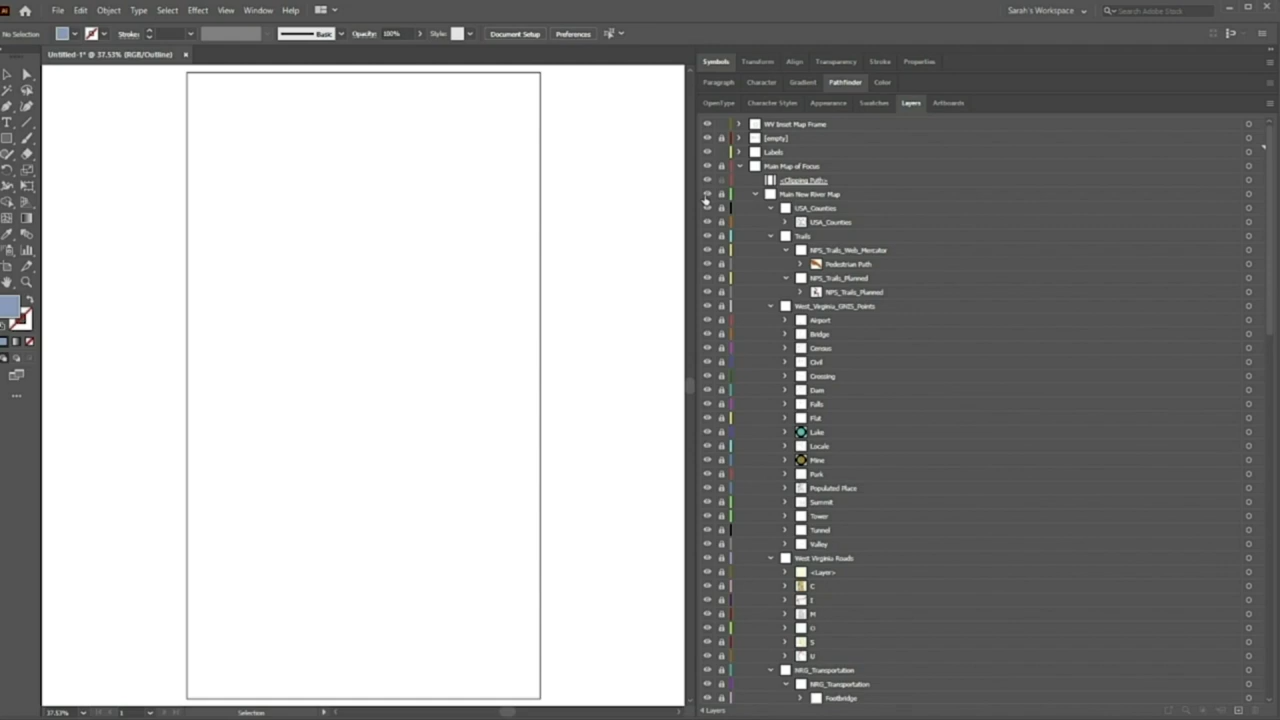 Ai File Edit Object Type Select Effect View Window Help Sarah's Workspace Search Adobe Stock
No Selection Stroke: Basic Opacity: 100% Style: Document Setup Preferences
Untitled-1* @ 37.53% (RGB/Outline)
Symbols Transform Align Transparency Stroke Properties
Paragraph Character Gradient Pathfinder Color
OpenType Character Styles Appearance Swatches Layers Artboards
WV Inset Map Frame
[empty]
Labels
Main Map of Focus
<Clipping Path>
Main New River Map
USA_Counties
USA_Counties
Trails
NPS_Trails_Web_Mercator
Pedestrian Path
NPS_Trails_Planned
NPS_Trails_Planned
West_Virginia_GNIS_Points
Airport
Bridge
Census
Civil
Crossing
Dam
Falls
Flat
Lake
Locale
Mine
Park
Populated Place
Summit
Tower
Tunnel
Valley
West Virginia Roads
<Layer>
C
I
M
O
S
U
NRG_Transportation
NRG_Transportation
Footbridge
37.53% 1 Selection Layers